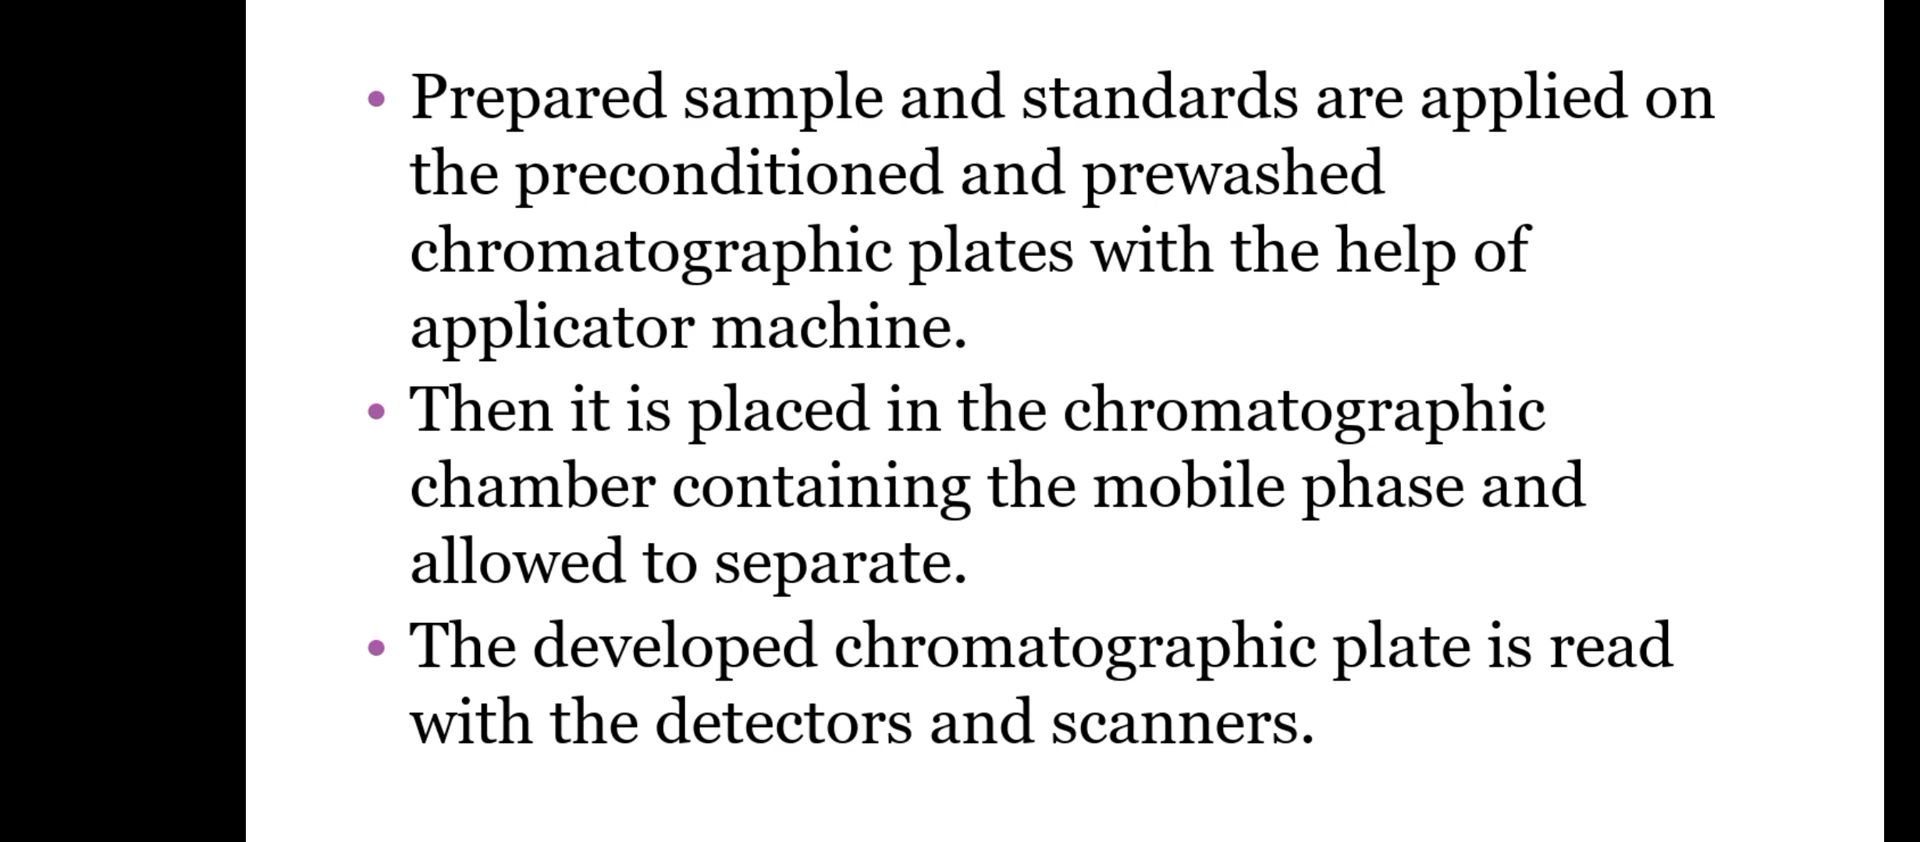 • Prepared sample and standards are applied on
the preconditioned and prewashed
chromatographic plates with the help of
applicator machine.
• Then it is placed in the chromatographic
chamber containing the mobile phase and
allowed to separate.
• The developed chromatographic plate is read
with the detectors and scanners.